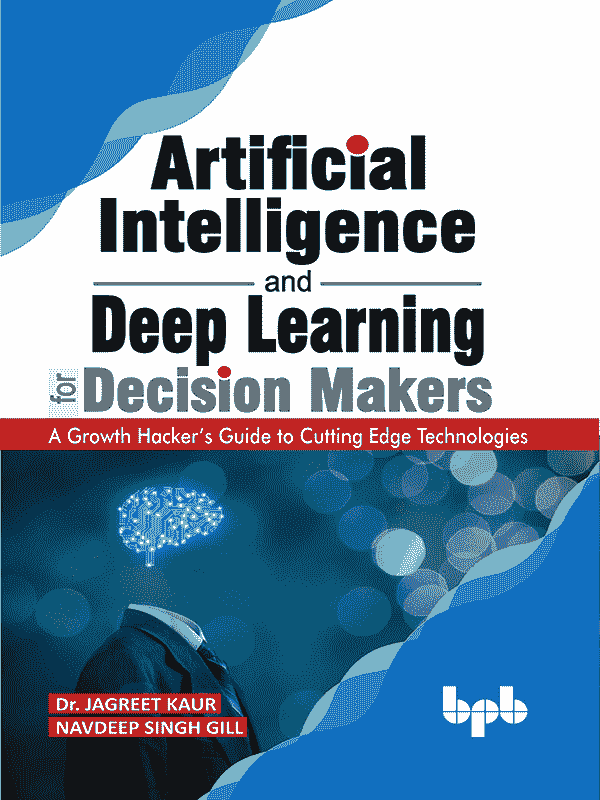 Artificial
Intelligence
and
Deep Learning
for Decision Makers
A Growth Hacker's Guide to Cutting Edge Technologies
Dr. JAGREET KAUR
NAVDEEP SINGH GILL
bpb